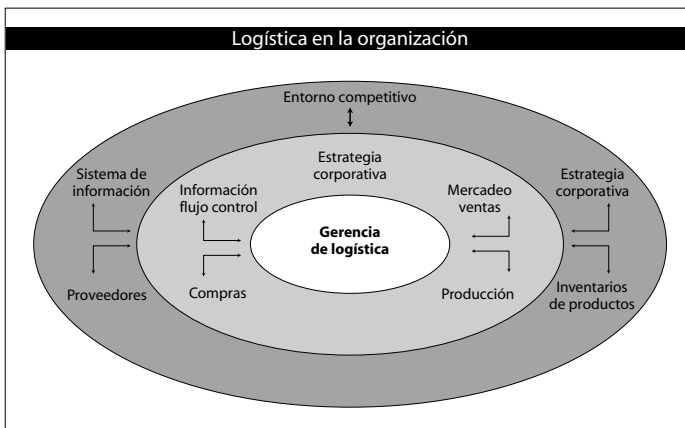 Logística en la organización
Entorno competitivo
Estrategia
corporativa
Sistema de
información
Información
flujo control
Mercadeo
ventas
Estrategia
corporativa
Gerencia
de logística
Proveedores
Compras
Producción
Inventarios
de productos